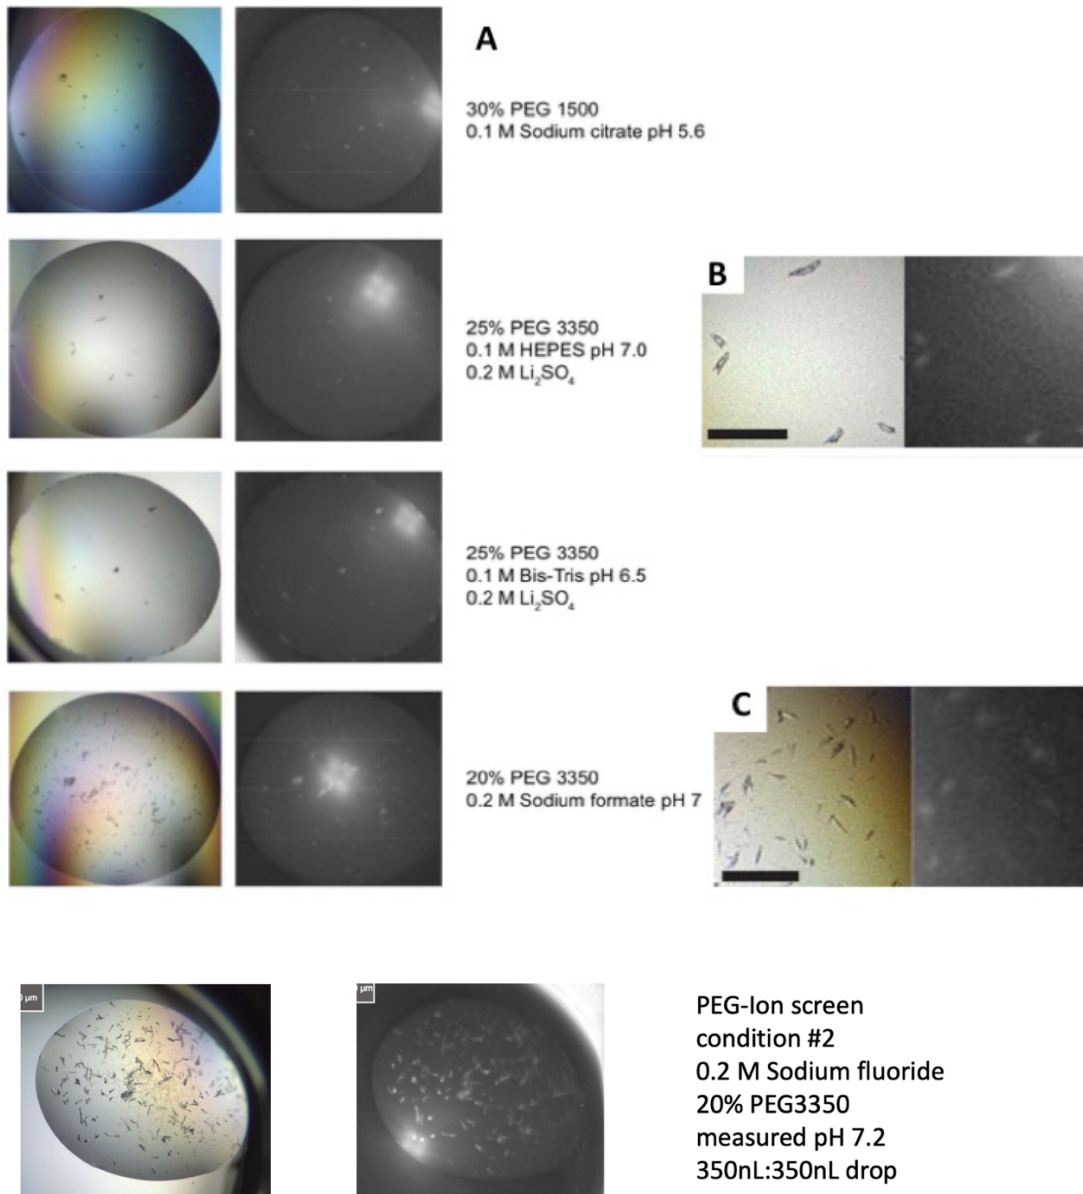 A
30% PEG 1500
0.1 M Sodium citrate pH 5.6
25% PEG 3350
0.1 M HEPES pH 7.0
0.2 M Li₂SO₄
B
25% PEG 3350
0.1 M Bis-Tris pH 6.5
0.2 M Li₂SO₄
20% PEG 3350
0.2 M Sodium formate pH 7
C
μm
μm
PEG-Ion screen
condition #2
0.2 M Sodium fluoride
20% PEG3350
measured pH 7.2
350nL:350nL drop